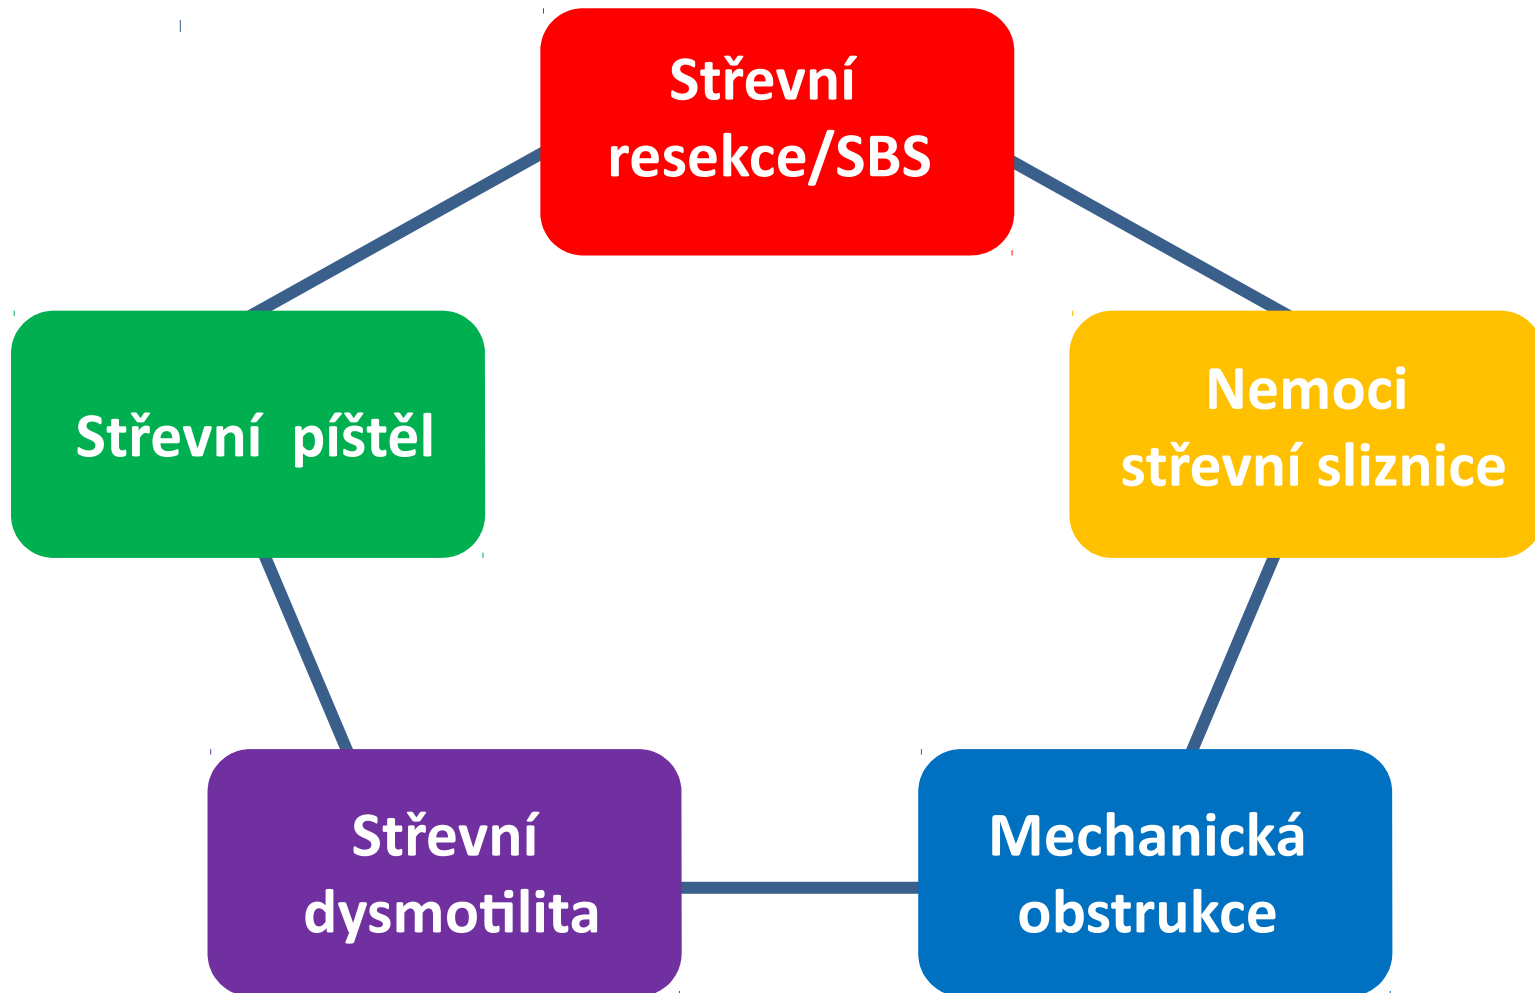 Střevní
resekce/SBS
Střevní píštěl
Nemoci
střevní sliznice
Střevní
dysmotilita
Mechanická
obstrukce